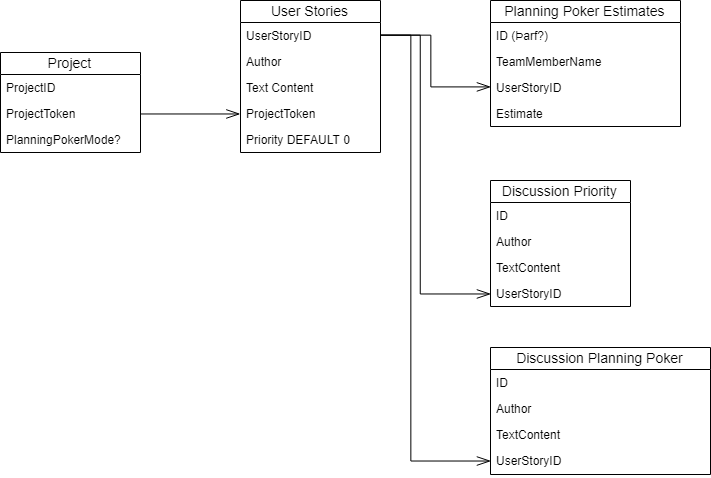 Project
ProjectID
ProjectToken
PlanningPokerMode?
User Stories
UserStoryID
Author
Text Content
ProjectToken
Priority DEFAULT 0
Planning Poker Estimates
ID (Þarf?)
TeamMemberName
UserStoryID
Estimate
Discussion Priority
ID
Author
TextContent
UserStoryID
Discussion Planning Poker
ID
Author
TextContent
UserStoryID